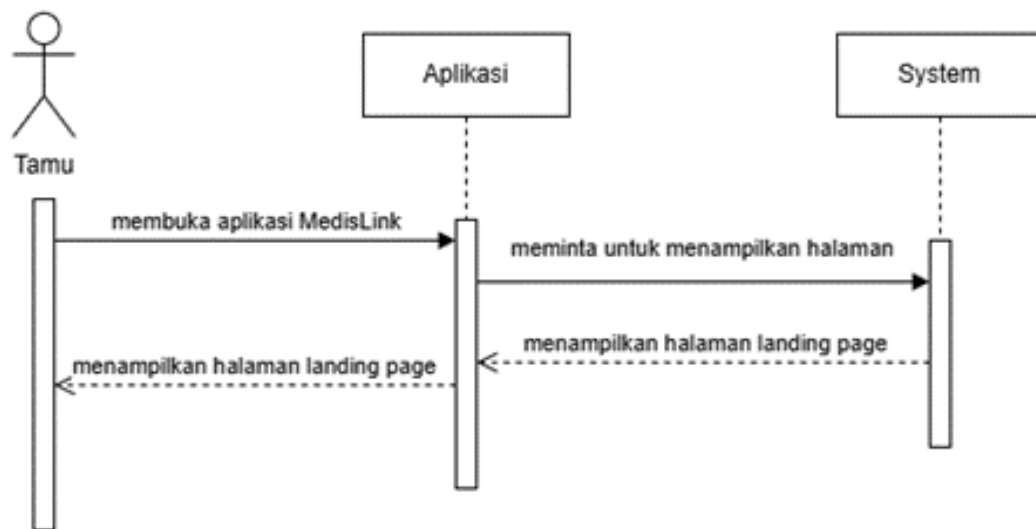 Aplikasi
System
Tamu
membuka aplikasi MedisLink
meminta untuk menampilkan halaman
menampilkan halaman landing page
menampilkan halaman landing page